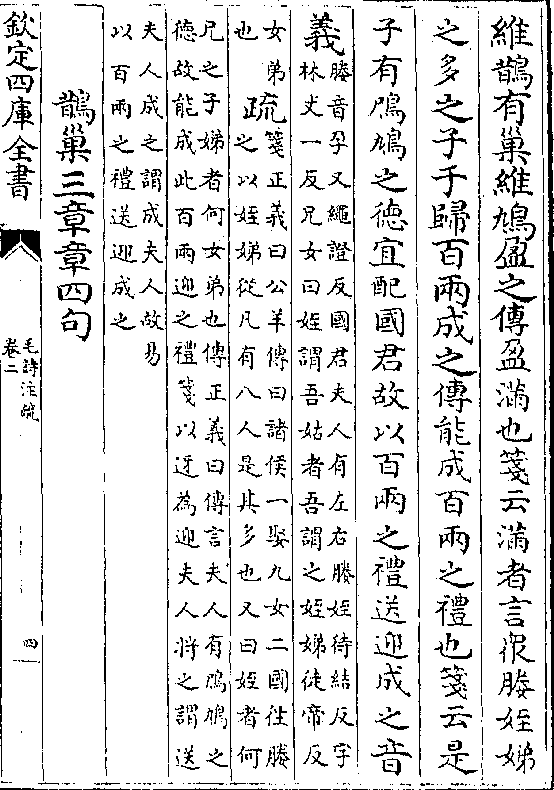 維鵲有巢維鳩盈之傳盈滿也箋云滿者言衆媵姪娣
之多之子于歸百兩成之傳能成百兩之禮也箋云是
子有鳲鳩之德宜配國君故以百兩之禮送迎成之音
義
媵音孕又繩證反國君夫人有左右媵姪待結反字
林丈一反兄女曰姪謂吾姑者吾謂之姪娣徒帝反
女弟
也
疏
箋正義曰公羊傳曰諸侯一娶九女二國往媵
之以姪娣從凡有八人是其多也又曰姪者何
兄之子娣者何女弟也傳正義曰傳言夫人有鳲鳩之
德故能成此百兩迎之禮箋以迓為迎夫人將之謂送
夫人成之謂成夫人故易
以百兩之禮送迎成之
鵲巢三章章四句
欽定四庫全書
毛詩注疏
卷二
四